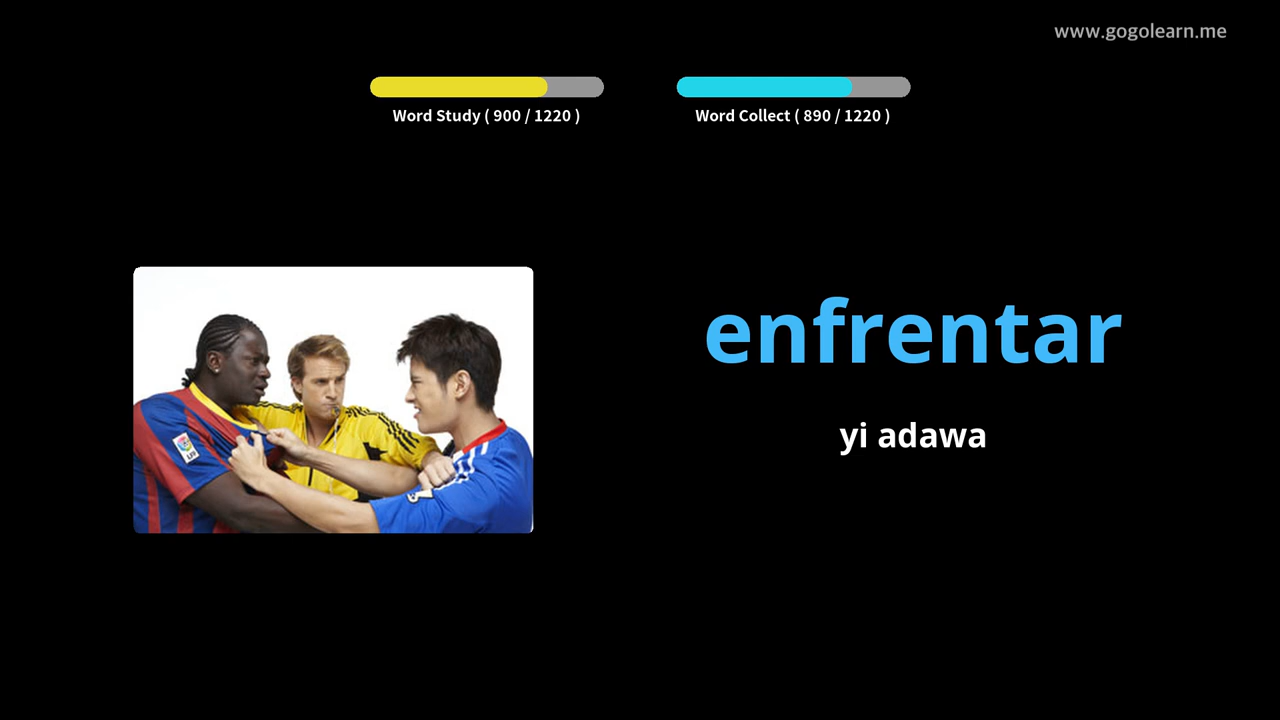 www.gogolearn.me
Word Study ( 900 / 1220 )
Word Collect ( 890 / 1220 )
enfrentar
yi adawa